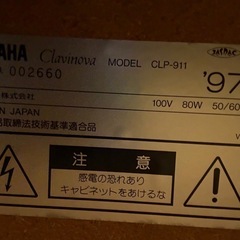 AHA Clavinova MODEL CLP-911
002660
'97
100V 80W 50/60
株式会社
N JAPAN
取締法技術基準適合品
注意
感電の恐れあり
キャビネットをあけるな